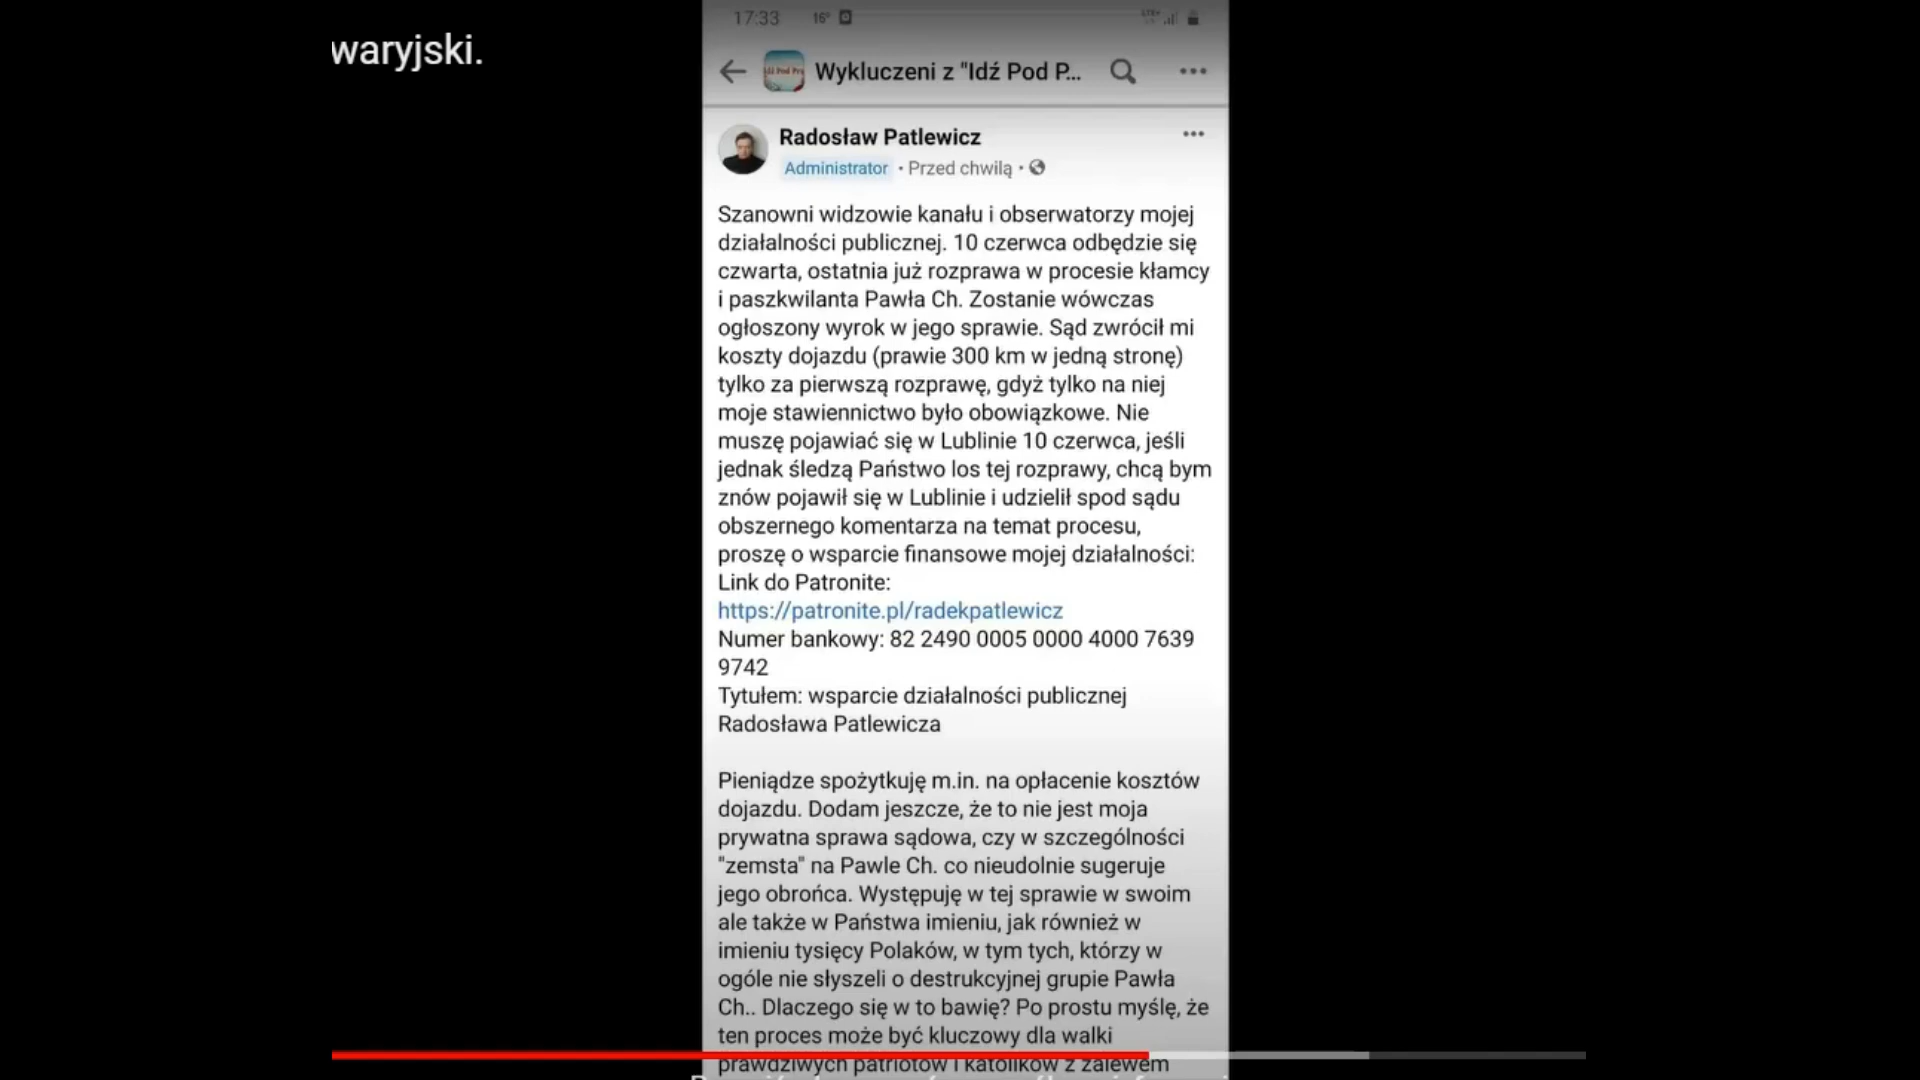 waryjski.
17:33 16°
Wykluczeni z "Idź Pod P...
Radosław Patlewicz
Administrator • Przed chwilą •
Szanowni widzowie kanału i obserwatorzy mojej
działalności publicznej. 10 czerwca odbędzie się
czwarta, ostatnia już rozprawa w procesie kłamcy
i paszkwilanta Pawła Ch. Zostanie wówczas
ogłoszony wyrok w jego sprawie. Sąd zwrócił mi
koszty dojazdu (prawie 300 km w jedną stronę)
tylko za pierwszą rozprawę, gdyż tylko na niej
moje stawiennictwo było obowiązkowe. Nie
muszę pojawiać się w Lublinie 10 czerwca, jeśli
jednak śledzą Państwo los tej rozprawy, chcą bym
znów pojawił się w Lublinie i udzielił spod sądu
obszernego komentarza na temat procesu,
proszę o wsparcie finansowe mojej działalności:
Link do Patronite:
https://patronite.pl/radekpatlewicz
Numer bankowy: 82 2490 0005 0000 4000 7639
9742
Tytułem: wsparcie działalności publicznej
Radosława Patlewicza
Pieniądze spożytkuję m.in. na opłacenie kosztów
dojazdu. Dodam jeszcze, że to nie jest moja
prywatna sprawa sądowa, czy w szczególności
"zemsta" na Pawle Ch. co nieudolnie sugeruje
jego obrońca. Występuję w tej sprawie w swoim
ale także w Państwa imieniu, jak również w
imieniu tysięcy Polaków, w tym tych, którzy w
ogóle nie słyszeli o destrukcyjnej grupie Pawła
Ch.. Dlaczego się w to bawię? Po prostu myślę, że
ten proces może być kluczowy dla walki
prawdziwych patriotów i katolików z zalewem